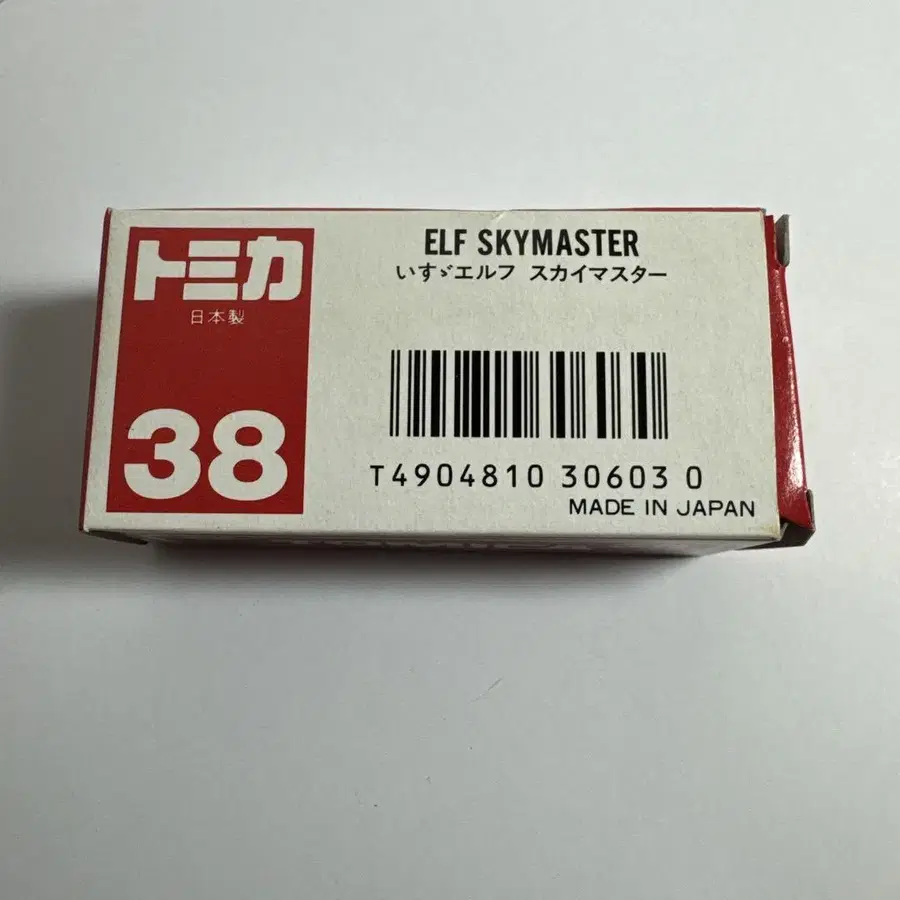 トミカ
日本製
38
ELF SKYMASTER
いすゞエルフ スカイマスター
T4904810 30603 0
MADE IN JAPAN